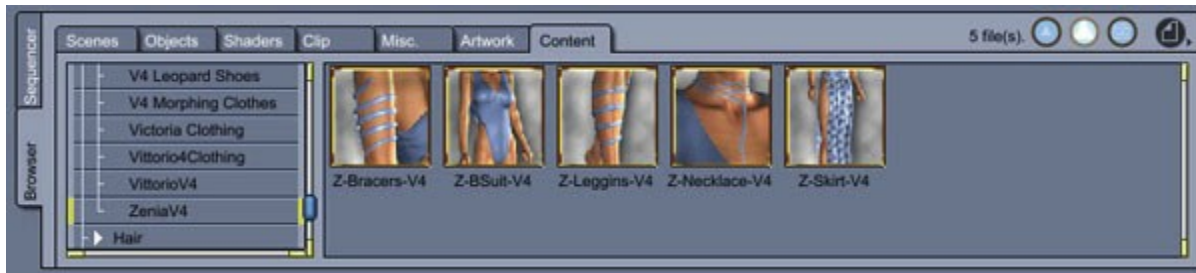 Sequencer
Browser
Scenes Objects Shaders Clip Misc. Artwork Content 5 file(s).
V4 Leopard Shoes
V4 Morphing Clothes
Victoria Clothing
Vittorio4Clothing
VittorioV4
ZeniaV4
Hair
Z-Bracers-V4 Z-BSuit-V4 Z-Leggins-V4 Z-Necklace-V4 Z-Skirt-V4